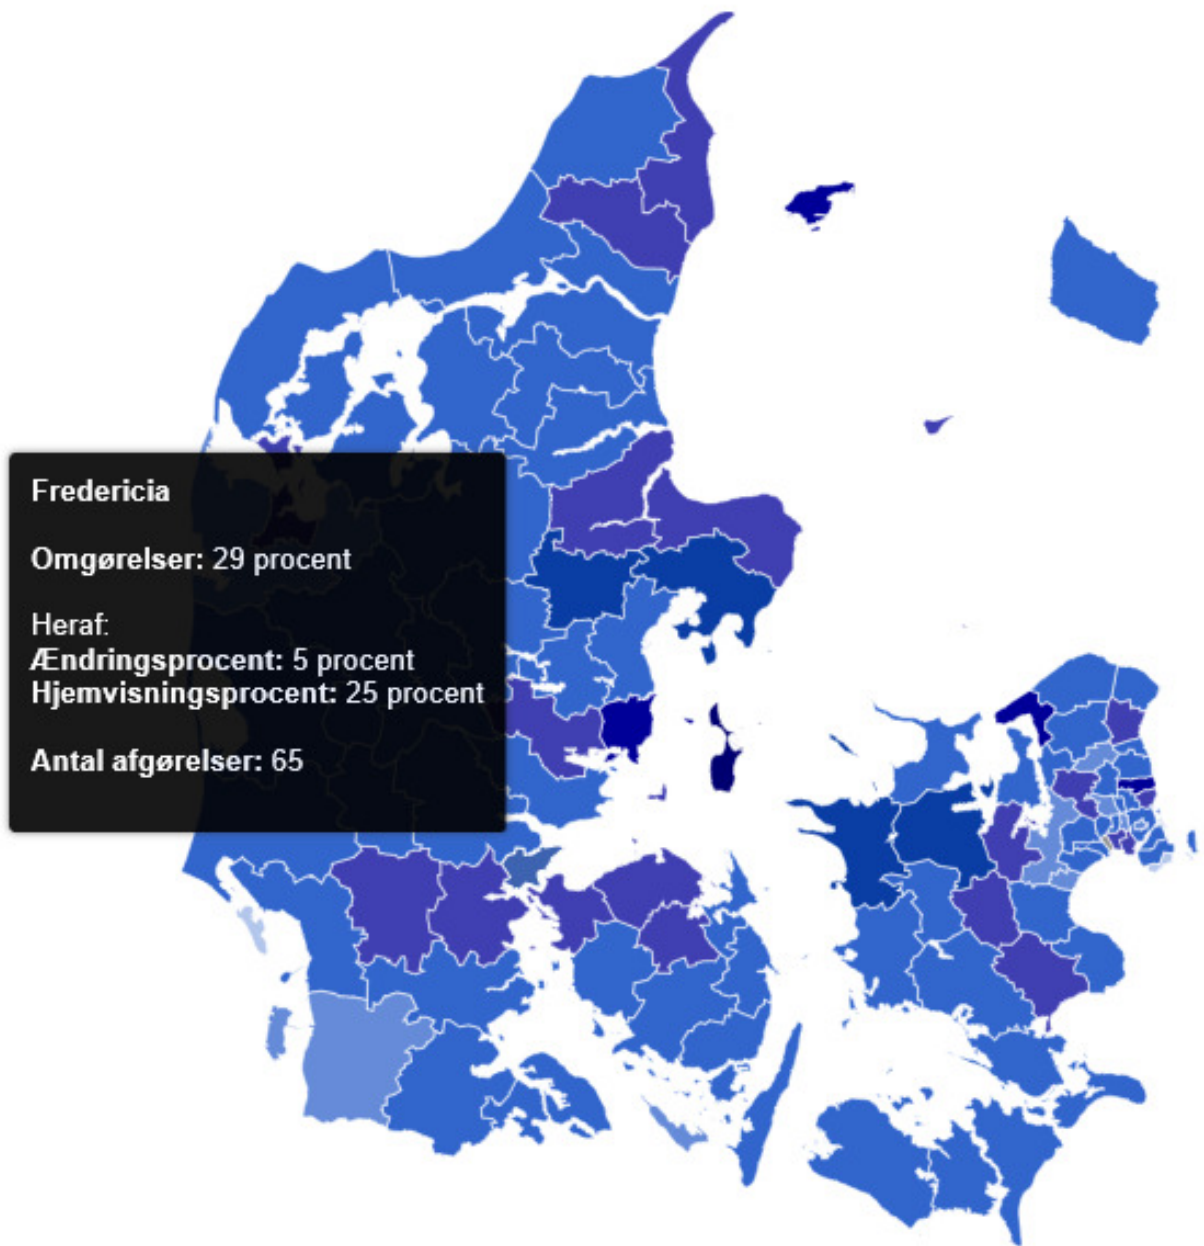 Fredericia
Omgørelser: 29 procent
Heraf:
Ændringsprocent: 5 procent
Hjemvisningsprocent: 25 procent
Antal afgørelser: 65